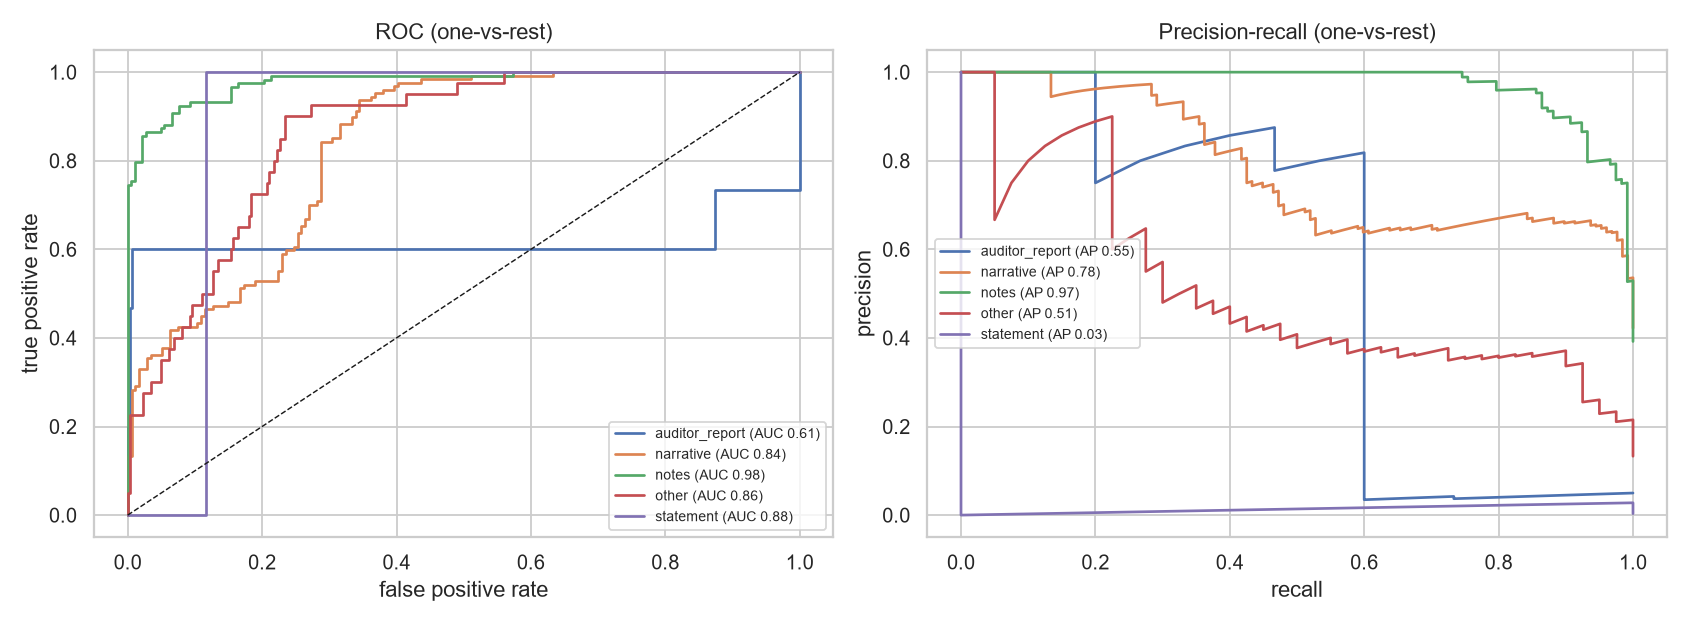 ROC (one-vs-rest)
true positive rate
1.0
0.8
0.6
0.4
0.2
0.0
auditor_report (AUC 0.61)
narrative (AUC 0.84)
notes (AUC 0.98)
other (AUC 0.86)
statement (AUC 0.88)
0.0 0.2 0.4 0.6 0.8 1.0
false positive rate
Precision-recall (one-vs-rest)
precision
1.0
0.8
0.6
0.4
0.2
0.0
auditor_report (AP 0.55)
narrative (AP 0.78)
notes (AP 0.97)
other (AP 0.51)
statement (AP 0.03)
0.0 0.2 0.4 0.6 0.8 1.0
recall